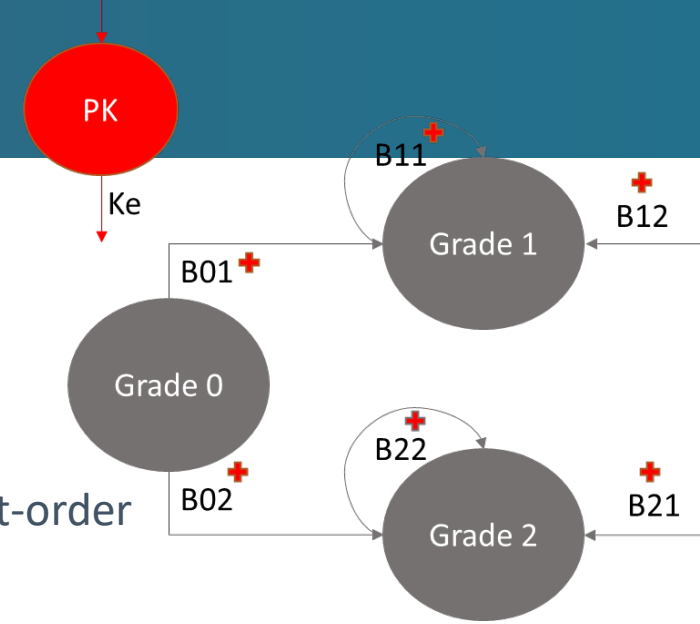 PK
Ke
B11
B12
Grade 1
B01
Grade 0
B22
B02
B21
t-order
Grade 2